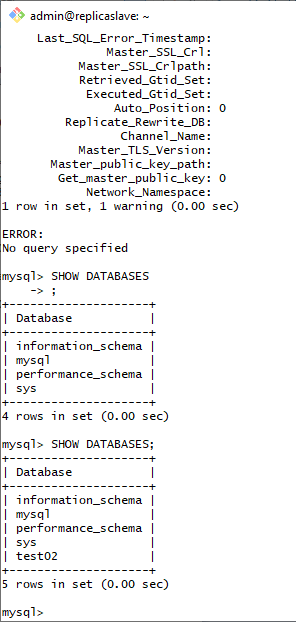 admin@replicaslave: ~
Last_SQL_Error_Timestamp:
Master_SSL_Crl:
Master_SSL_Crlpath:
Retrieved_Gtid_Set:
Executed_Gtid_Set:
Auto_Position: 0
Replicate_Rewrite_DB:
Channel_Name:
Master_TLS_Version:
Master_public_key_path:
Get_master_public_key: 0
Network_Namespace:
1 row in set, 1 warning (0.00 sec)
ERROR:
No query specified
mysql> SHOW DATABASES
-> ;
+--------------------+
| Database           |
+--------------------+
| information_schema |
| mysql              |
| performance_schema |
| sys                |
+--------------------+
4 rows in set (0.00 sec)
mysql> SHOW DATABASES;
+--------------------+
| Database           |
+--------------------+
| information_schema |
| mysql              |
| performance_schema |
| sys                |
| test02             |
+--------------------+
5 rows in set (0.00 sec)
mysql>